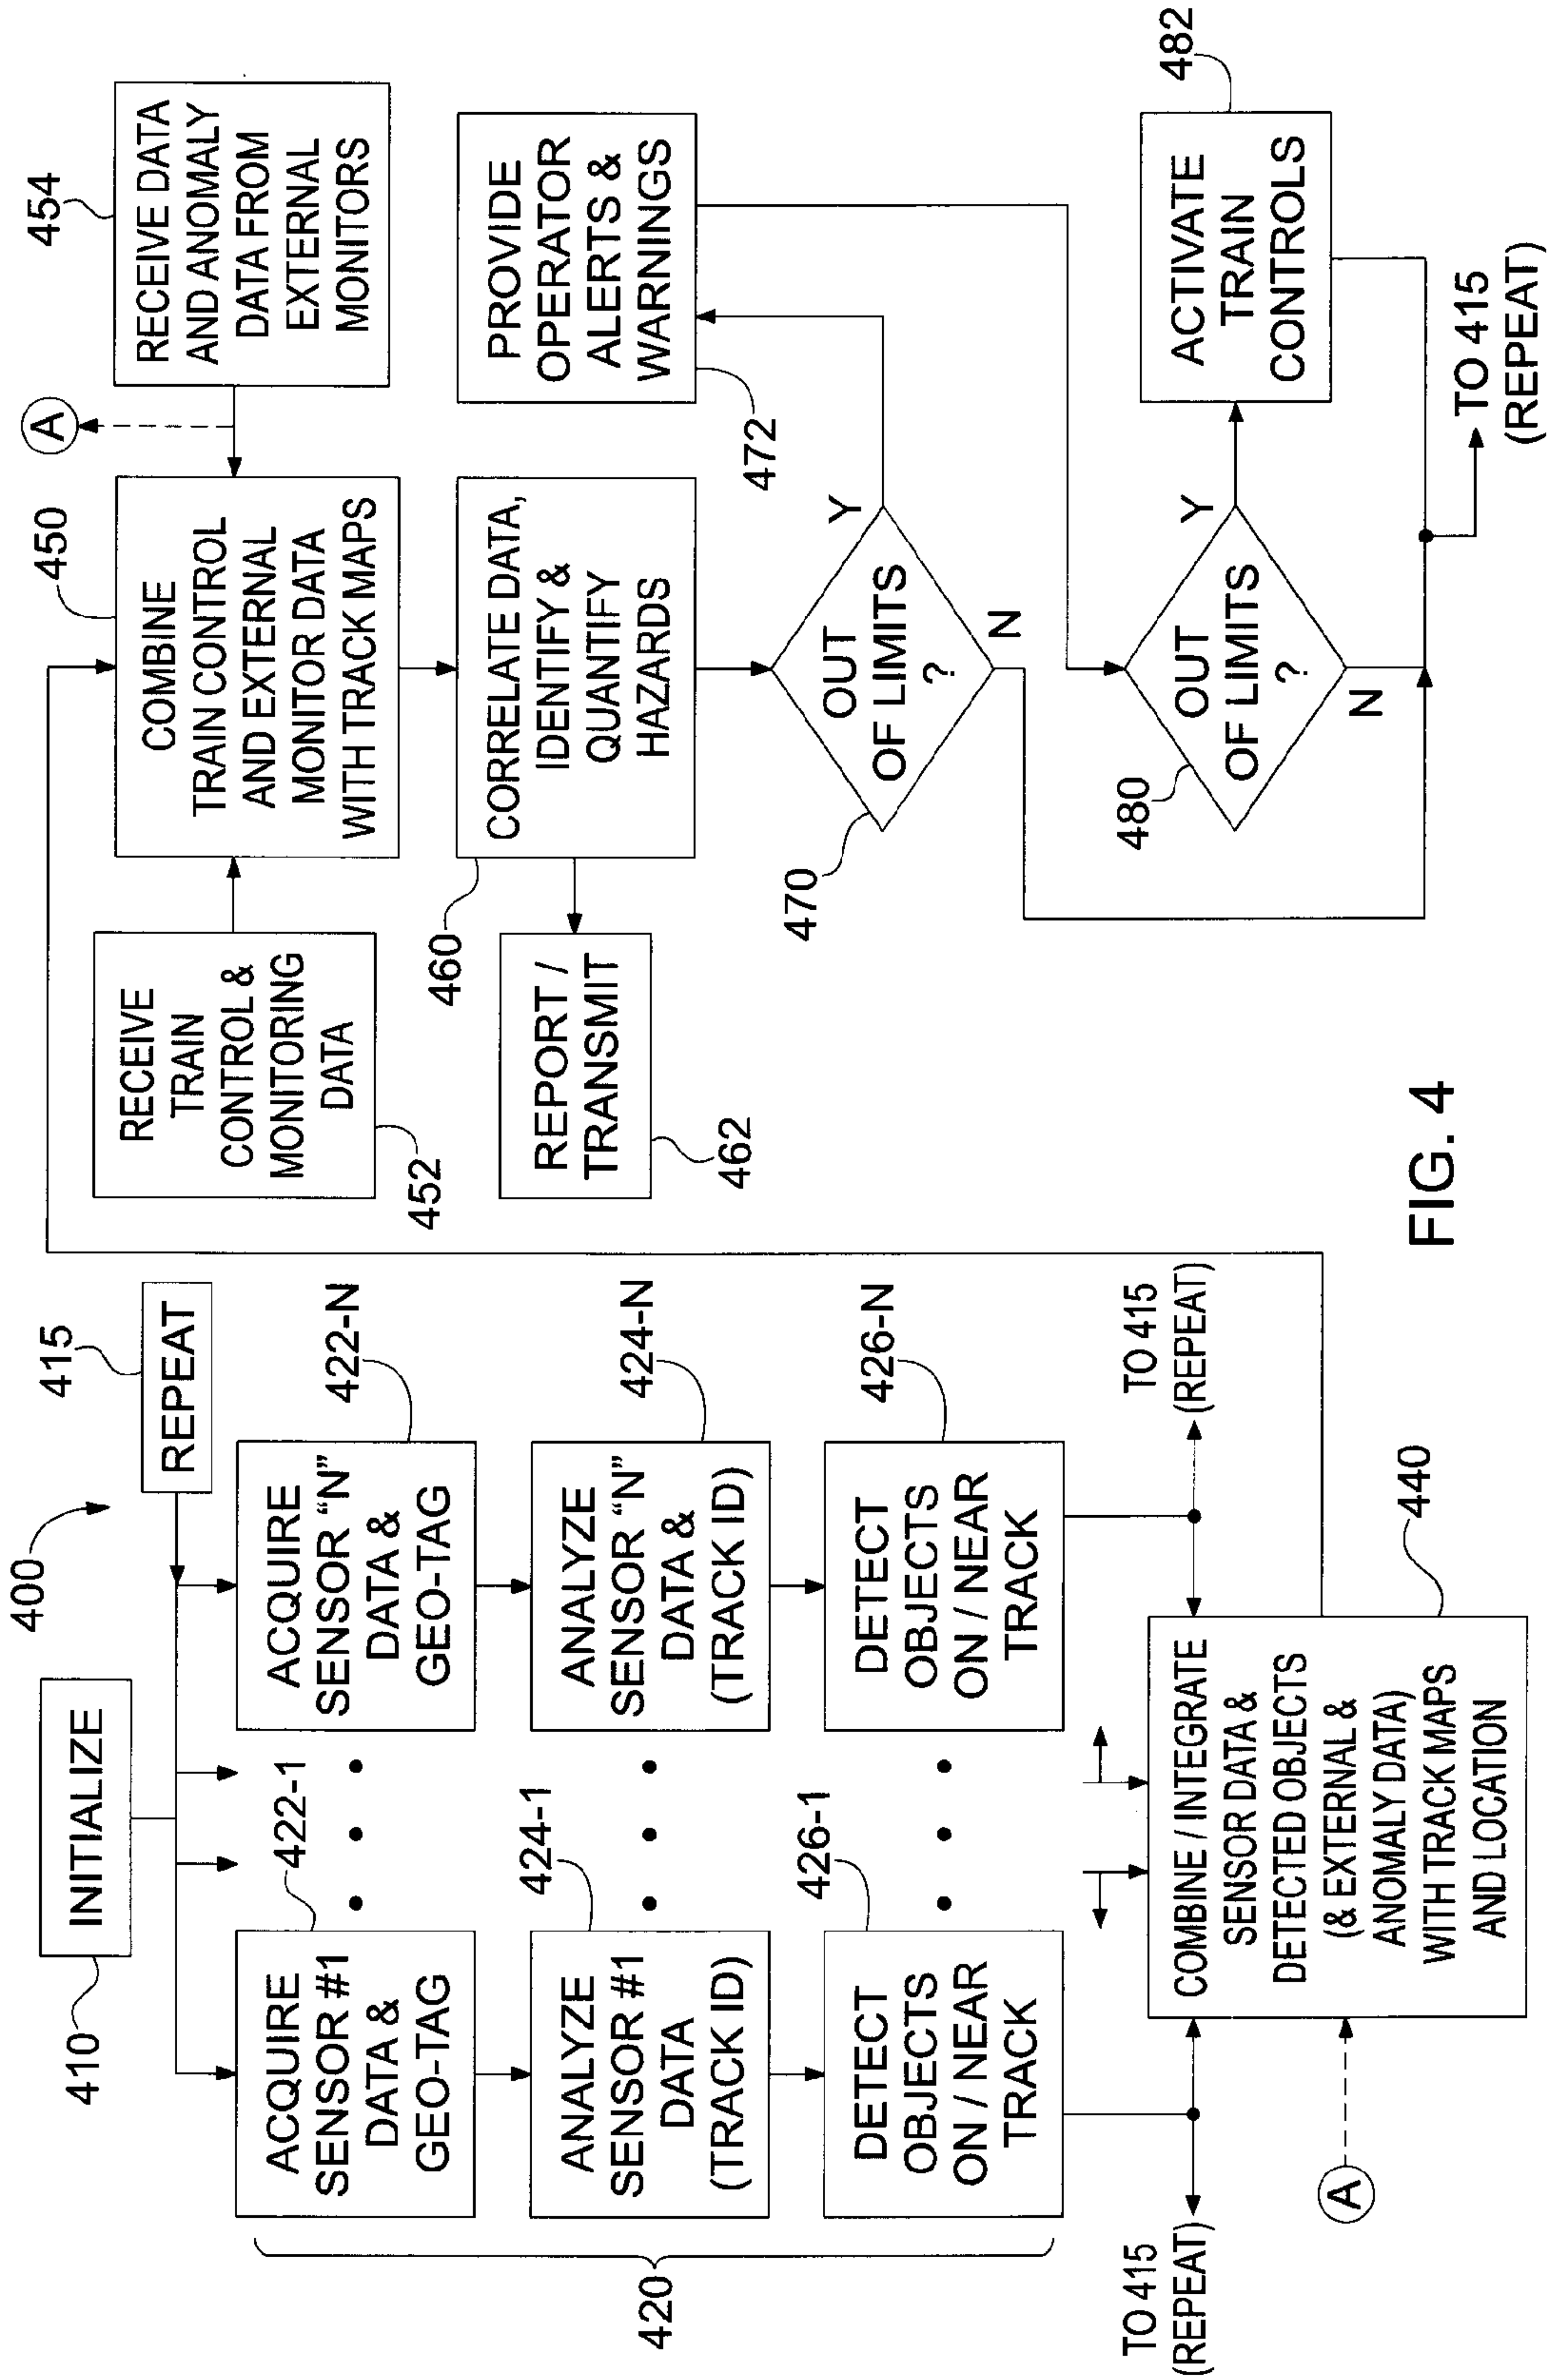 400
410
INITIALIZE
415
REPEAT
422-1
ACQUIRE
SENSOR #1
DATA &
GEO-TAG
422-N
ACQUIRE
SENSOR “N”
DATA &
GEO-TAG
424-1
ANALYZE
SENSOR #1
DATA
(TRACK ID)
424-N
ANALYZE
SENSOR “N”
DATA &
(TRACK ID)
426-1
DETECT
OBJECTS
ON / NEAR
TRACK
426-N
DETECT
OBJECTS
ON / NEAR
TRACK
420
TO 415
(REPEAT)
TO 415
(REPEAT)
COMBINE / INTEGRATE
SENSOR DATA &
DETECTED OBJECTS
(& EXTERNAL &
ANOMALY DATA)
WITH TRACK MAPS
AND LOCATION
440
A
RECEIVE
TRAIN
CONTROL &
MONITORING
DATA
452
450
COMBINE
TRAIN CONTROL
AND EXTERNAL
MONITOR DATA
WITH TRACK MAPS
A
454
RECEIVE DATA
AND ANOMALY
DATA FROM
EXTERNAL
MONITORS
460
CORRELATE DATA,
IDENTIFY &
QUANTIFY
HAZARDS
REPORT /
TRANSMIT
462
PROVIDE
OPERATOR
ALERTS &
WARNINGS
472
470
OUT
OF LIMITS
?
Y
N
480
OUT
OF LIMITS
?
Y
N
482
ACTIVATE
TRAIN
CONTROLS
TO 415
(REPEAT)
FIG. 4